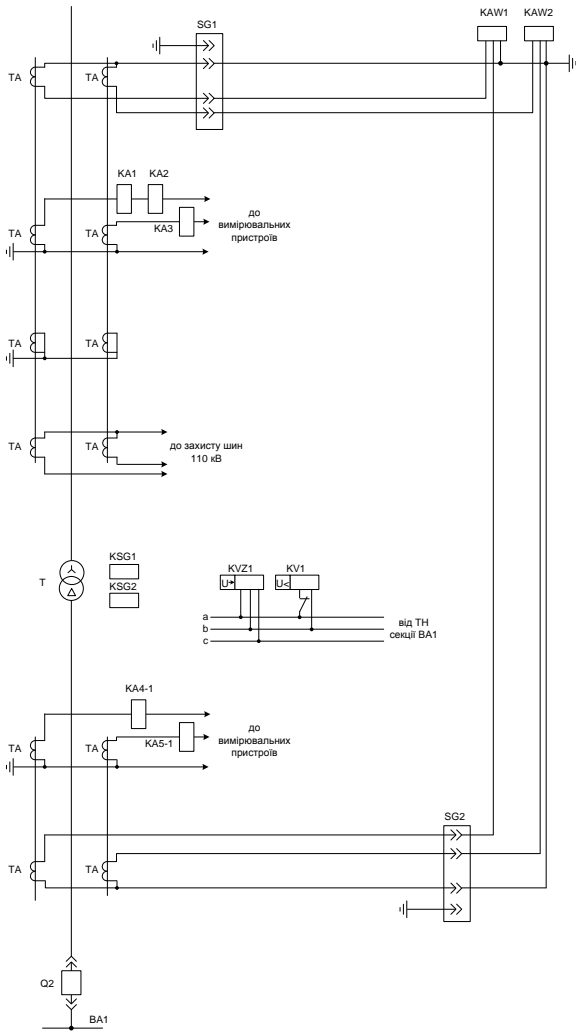 SG1
KAW1 KAW2
TA TA
KA1 KA2
до
вимірювальних
пристроїв
KA3
TA TA
TA TA
TA TA
до захисту шин
110 кВ
KSG1
T
KSG2
KVZ1 KV1
U U<
a
b
c
від ТН
секції ВА1
KA4-1
до
вимірювальних
пристроїв
KA5-1
TA TA
SG2
TA TA
Q2
BA1